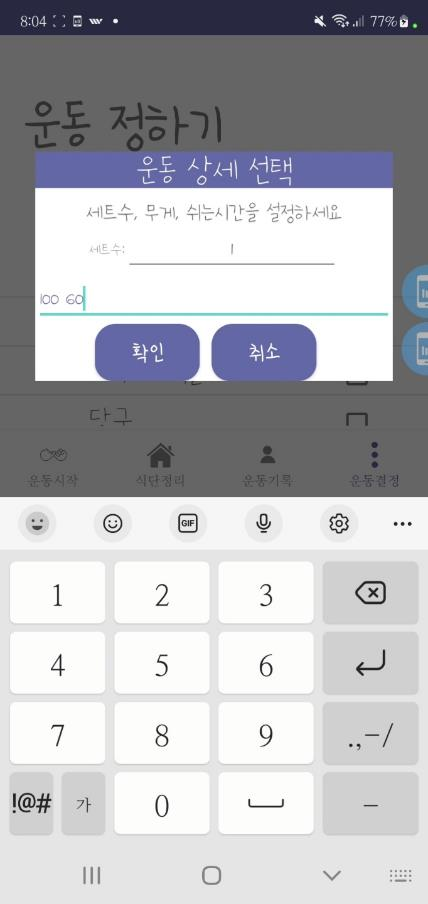 8:04 77%
운동 정하기
운동 상세 선택
세트수, 무게, 쉬는시간을 설정하세요
세트수: 1
100 60
확인 취소
당구
운동시작 식단정리 운동기록 운동결정
GIF
1 2 3
4 5 6
7 8 9 .,-/
!@# 가 0 -